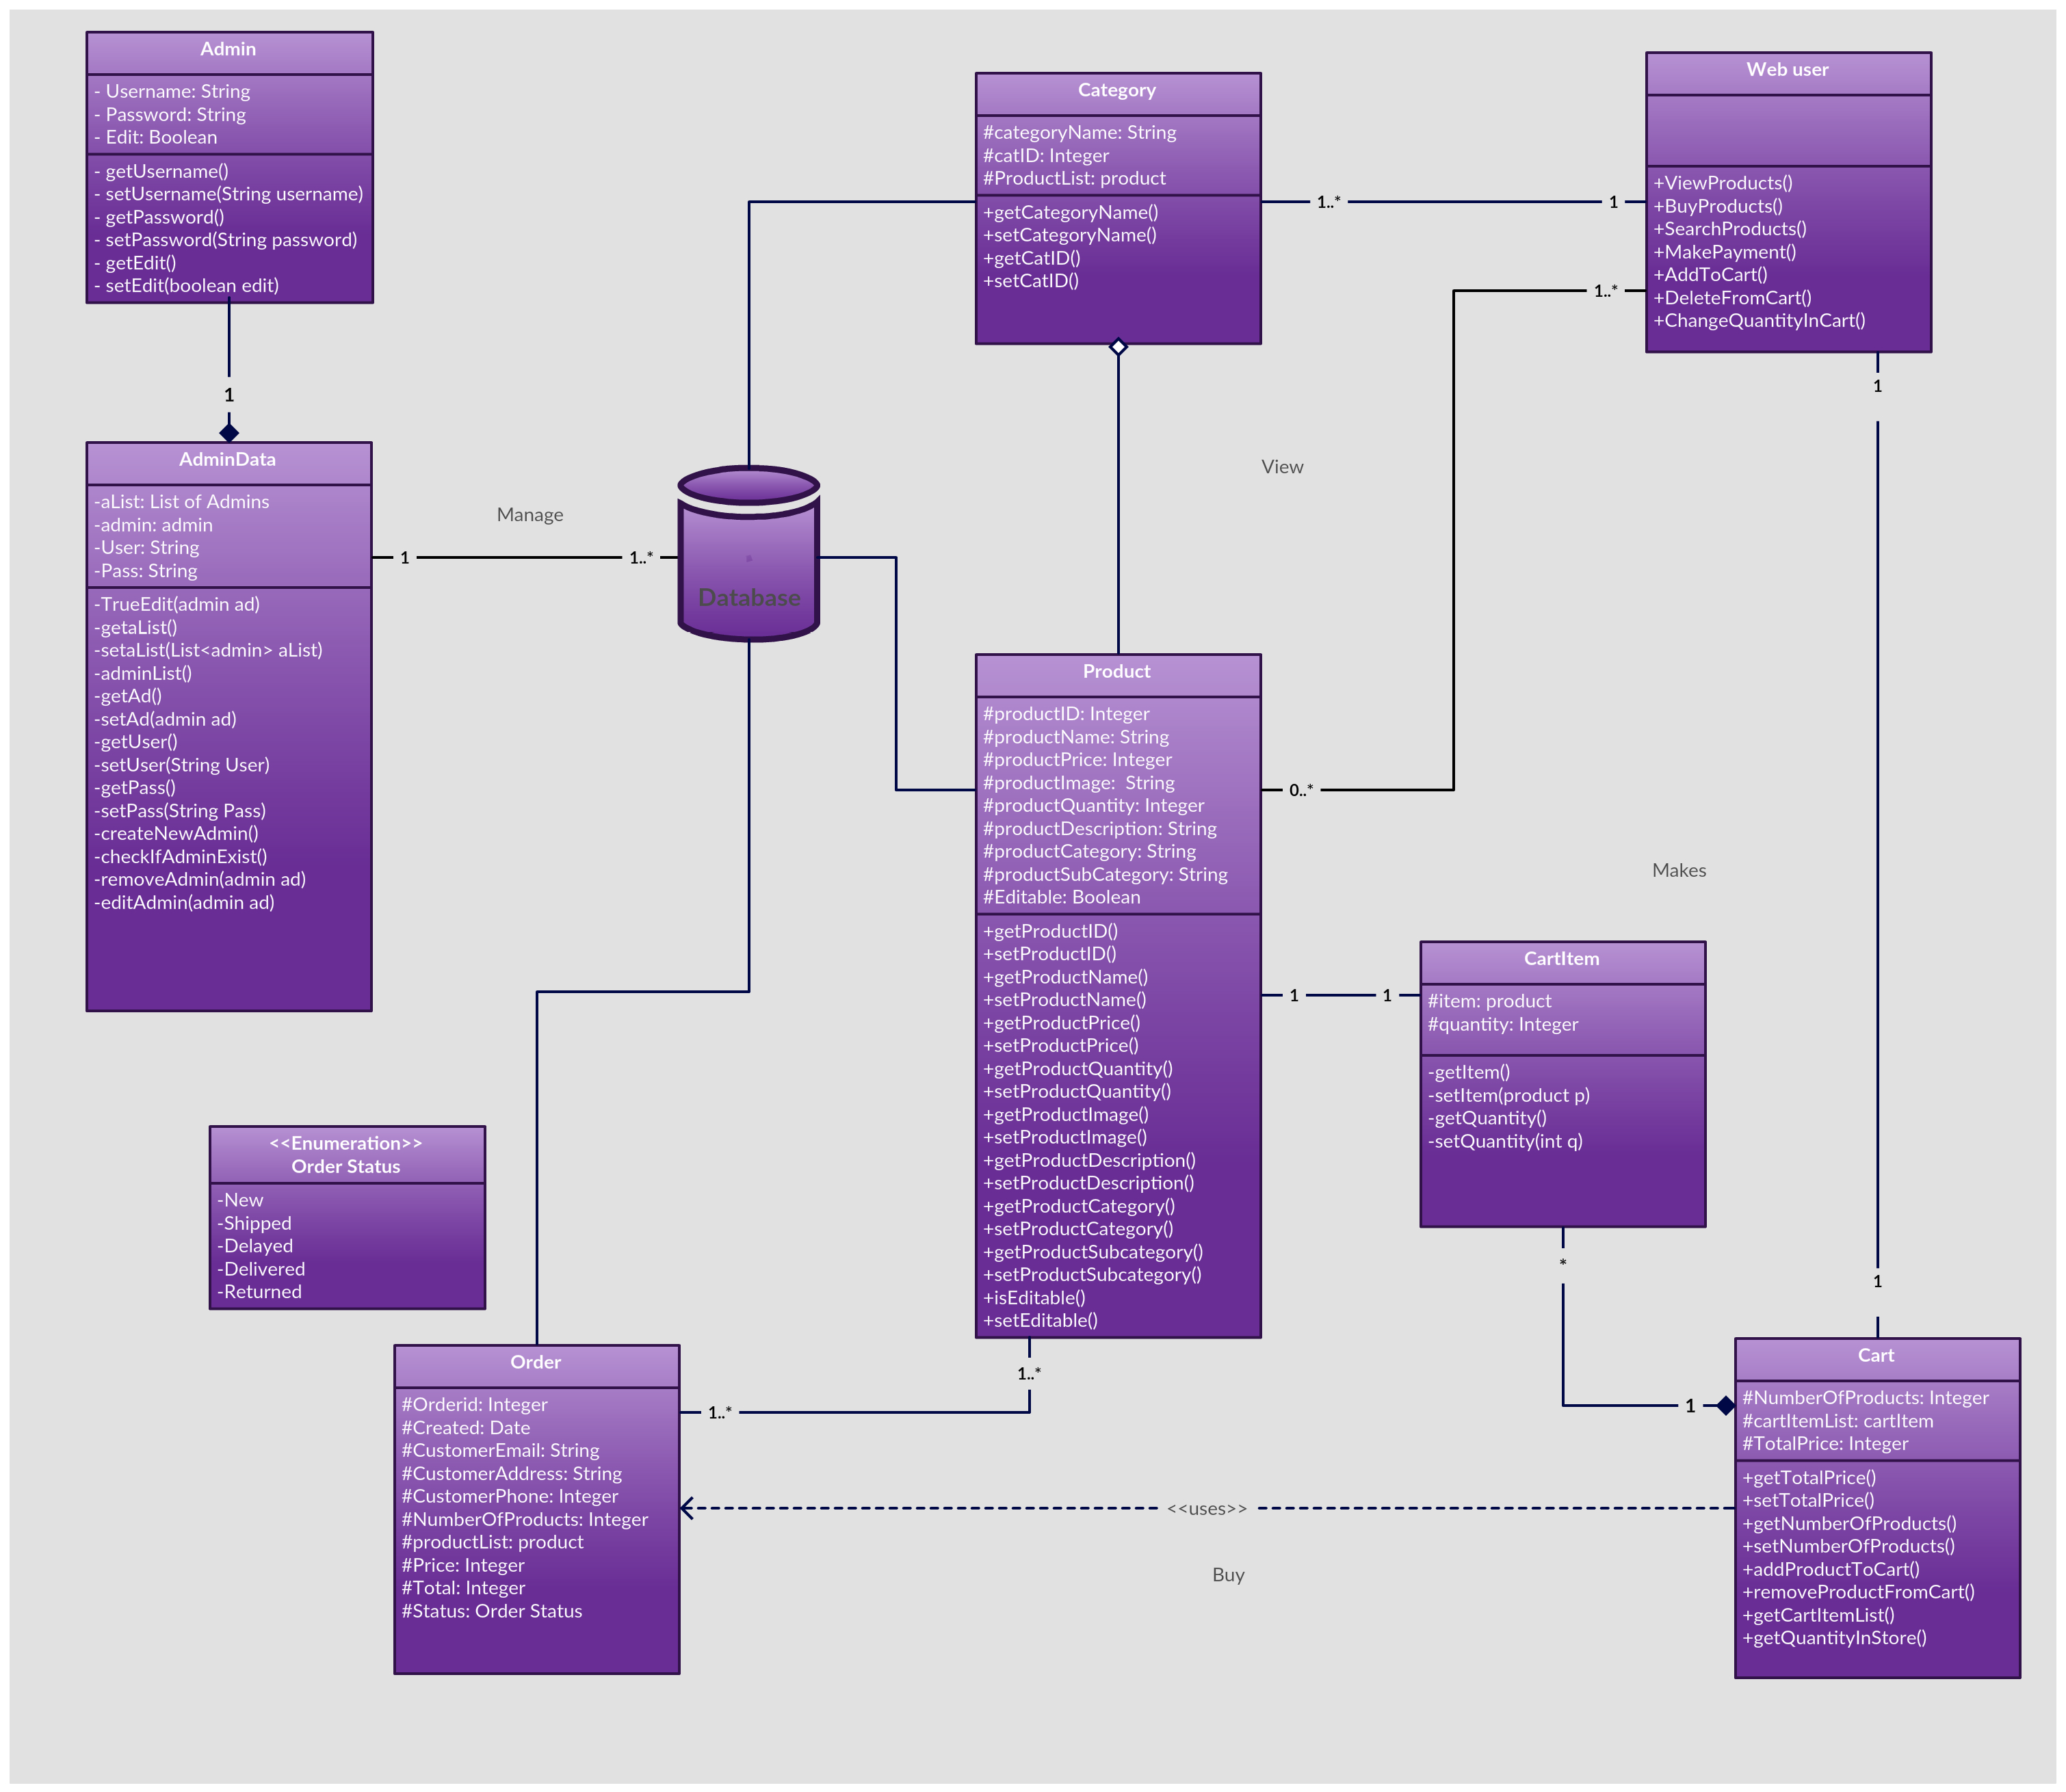 Admin
- Username: String
- Password: String
- Edit: Boolean
- getUsername()
- setUsername(String username)
- getPassword()
- setPassword(String password)
- getEdit()
- setEdit(boolean edit)
1
AdminData
-aList: List of Admins
-admin: admin
-User: String
-Pass: String
-TrueEdit(admin ad)
-getaList()
-setaList(List<admin> aList)
-adminList()
-getAd()
-setAd(admin ad)
-getUser()
-setUser(String User)
-getPass()
-setPass(String Pass)
-createNewAdmin()
-checkIfAdminExist()
-removeAdmin(admin ad)
-editAdmin(admin ad)
Manage
1
1..*
Database
Category
#categoryName: String
#catID: Integer
#ProductList: product
+getCategoryName()
+setCategoryName()
+getCatID()
+setCatID()
1..*
1
Web user
+ViewProducts()
+BuyProducts()
+SearchProducts()
+MakePayment()
+AddToCart()
+DeleteFromCart()
+ChangeQuantityInCart()
1..*
1
View
Product
#productID: Integer
#productName: String
#productPrice: Integer
#productImage:  String
#productQuantity: Integer
#productDescription: String
#productCategory: String
#productSubCategory: String
#Editable: Boolean
+getProductID()
+setProductID()
+getProductName()
+setProductName()
+getProductPrice()
+setProductPrice()
+getProductQuantity()
+setProductQuantity()
+getProductImage()
+setProductImage()
+getProductDescription()
+setProductDescription()
+getProductCategory()
+setProductCategory()
+getProductSubcategory()
+setProductSubcategory()
+isEditable()
+setEditable()
0..*
Makes
1
1
CartItem
#item: product
#quantity: Integer
-getItem()
-setItem(product p)
-getQuantity()
-setQuantity(int q)
*
1
1
<<Enumeration>>
Order Status
-New
-Shipped
-Delayed
-Delivered
-Returned
Order
#Orderid: Integer
#Created: Date
#CustomerEmail: String
#CustomerAddress: String
#CustomerPhone: Integer
#NumberOfProducts: Integer
#productList: product
#Price: Integer
#Total: Integer
#Status: Order Status
1..*
1..*
<<uses>>
Buy
Cart
#NumberOfProducts: Integer
#cartItemList: cartItem
#TotalPrice: Integer
+getTotalPrice()
+setTotalPrice()
+getNumberOfProducts()
+setNumberOfProducts()
+addProductToCart()
+removeProductFromCart()
+getCartItemList()
+getQuantityInStore()